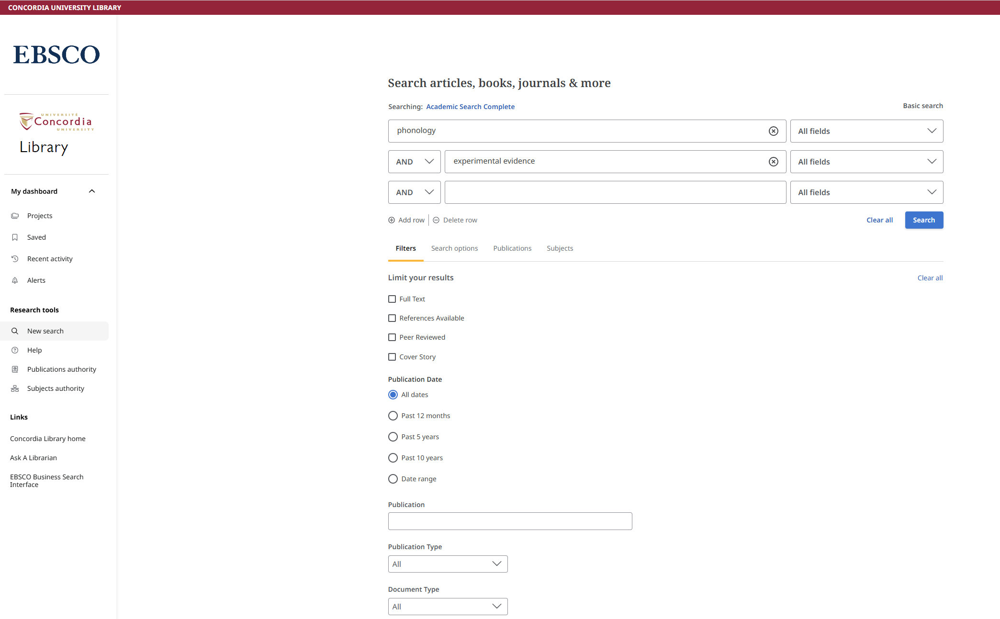 CONCORDIA UNIVERSITY LIBRARY
EBSCO
UNIVERSITÉ
Concordia
UNIVERSITY
Library
My dashboard
Projects
Saved
Recent activity
Alerts
Research tools
New search
Help
Publications authority
Subjects authority
Links
Concordia Library home
Ask A Librarian
EBSCO Business Search
Interface
Search articles, books, journals & more
Searching: Academic Search Complete
Basic search
phonology
All fields
AND
experimental evidence
All fields
AND
All fields
Add row
Delete row
Clear all
Search
Filters
Search options
Publications
Subjects
Limit your results
Clear all
Full Text
References Available
Peer Reviewed
Cover Story
Publication Date
All dates
Past 12 months
Past 5 years
Past 10 years
Date range
Publication
Publication Type
All
Document Type
All